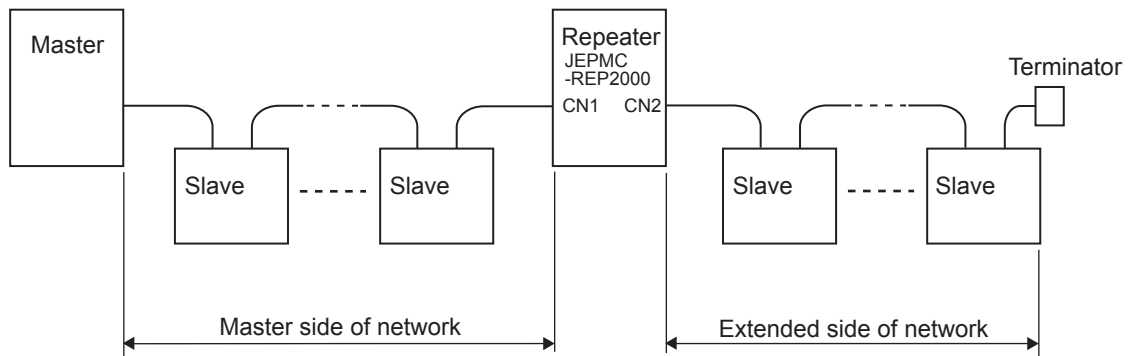 Master
Repeater
JEPMC
-REP2000
CN1 CN2
Terminator
Slave
Slave
Slave
Slave
Master side of network
Extended side of network